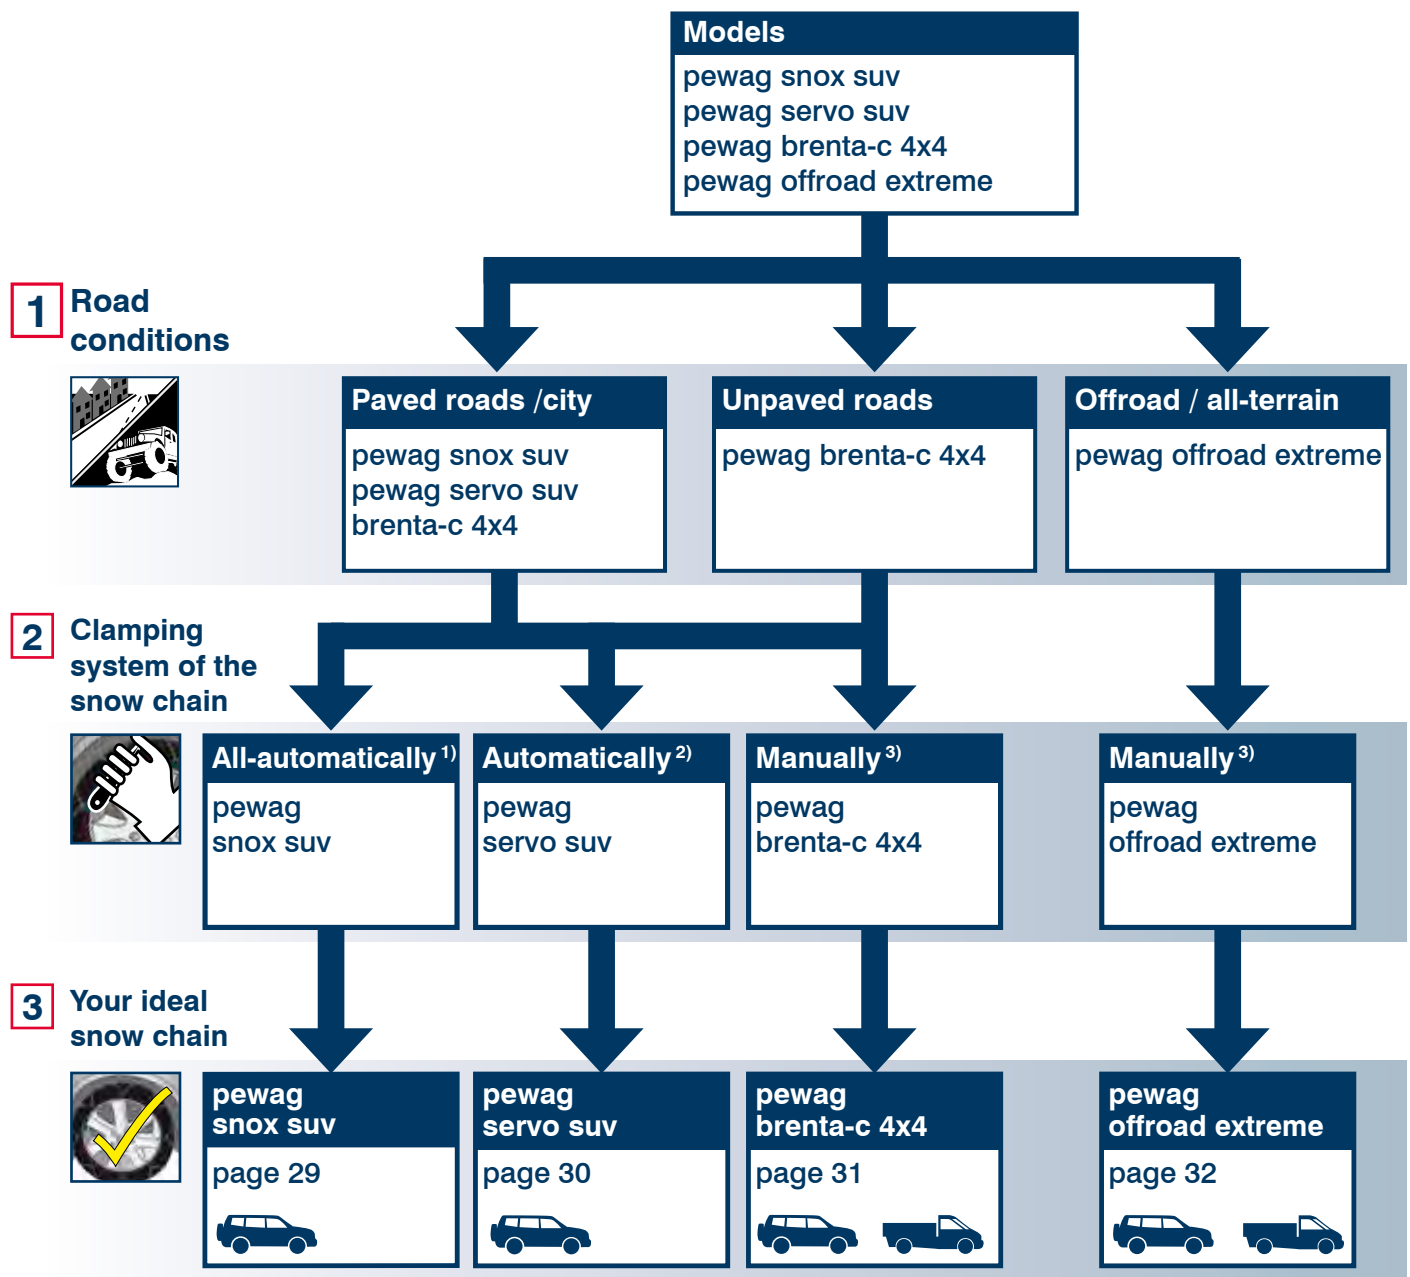 Models
pewag snox suv
pewag servo suv
pewag brenta-c 4x4
pewag offroad extreme
1 Road
conditions
Paved roads /city
pewag snox suv
pewag servo suv
brenta-c 4x4
Unpaved roads
pewag brenta-c 4x4
Offroad / all-terrain
pewag offroad extreme
2 Clamping
system of the
snow chain
All-automatically 1)
pewag
snox suv
Automatically 2)
pewag
servo suv
Manually 3)
pewag
brenta-c 4x4
Manually 3)
pewag
offroad extreme
3 Your ideal
snow chain
pewag
snox suv
page 29
pewag
servo suv
page 30
pewag
brenta-c 4x4
page 31
pewag
offroad extreme
page 32